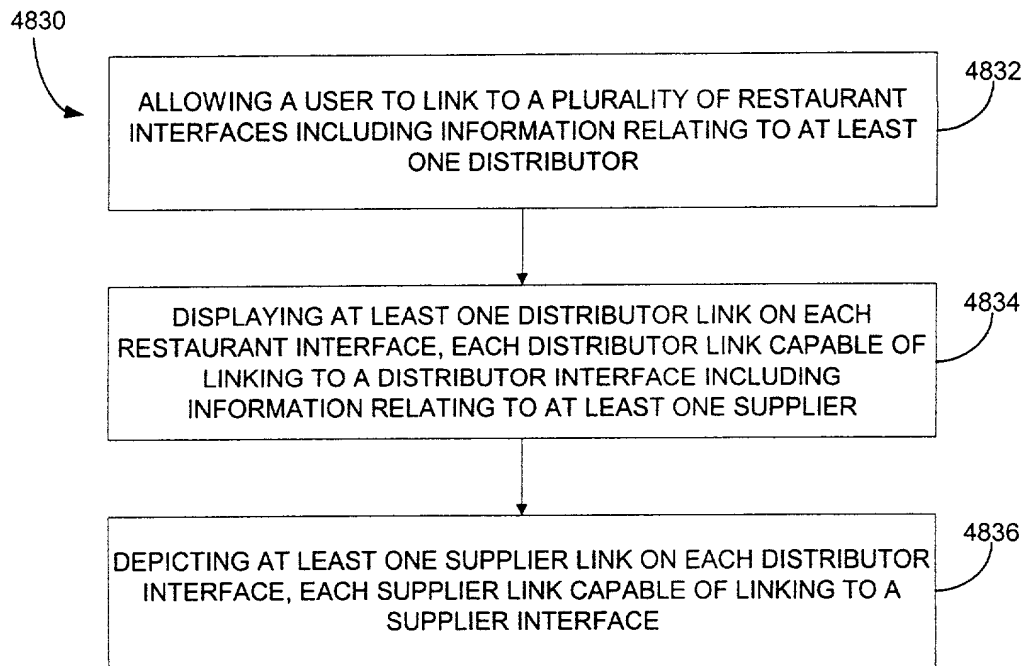 4830
4832
ALLOWING A USER TO LINK TO A PLURALITY OF RESTAURANT
INTERFACES INCLUDING INFORMATION RELATING TO AT LEAST
ONE DISTRIBUTOR
4834
DISPLAYING AT LEAST ONE DISTRIBUTOR LINK ON EACH
RESTAURANT INTERFACE, EACH DISTRIBUTOR LINK CAPABLE OF
LINKING TO A DISTRIBUTOR INTERFACE INCLUDING
INFORMATION RELATING TO AT LEAST ONE SUPPLIER
4836
DEPICTING AT LEAST ONE SUPPLIER LINK ON EACH DISTRIBUTOR
INTERFACE, EACH SUPPLIER LINK CAPABLE OF LINKING TO A
SUPPLIER INTERFACE